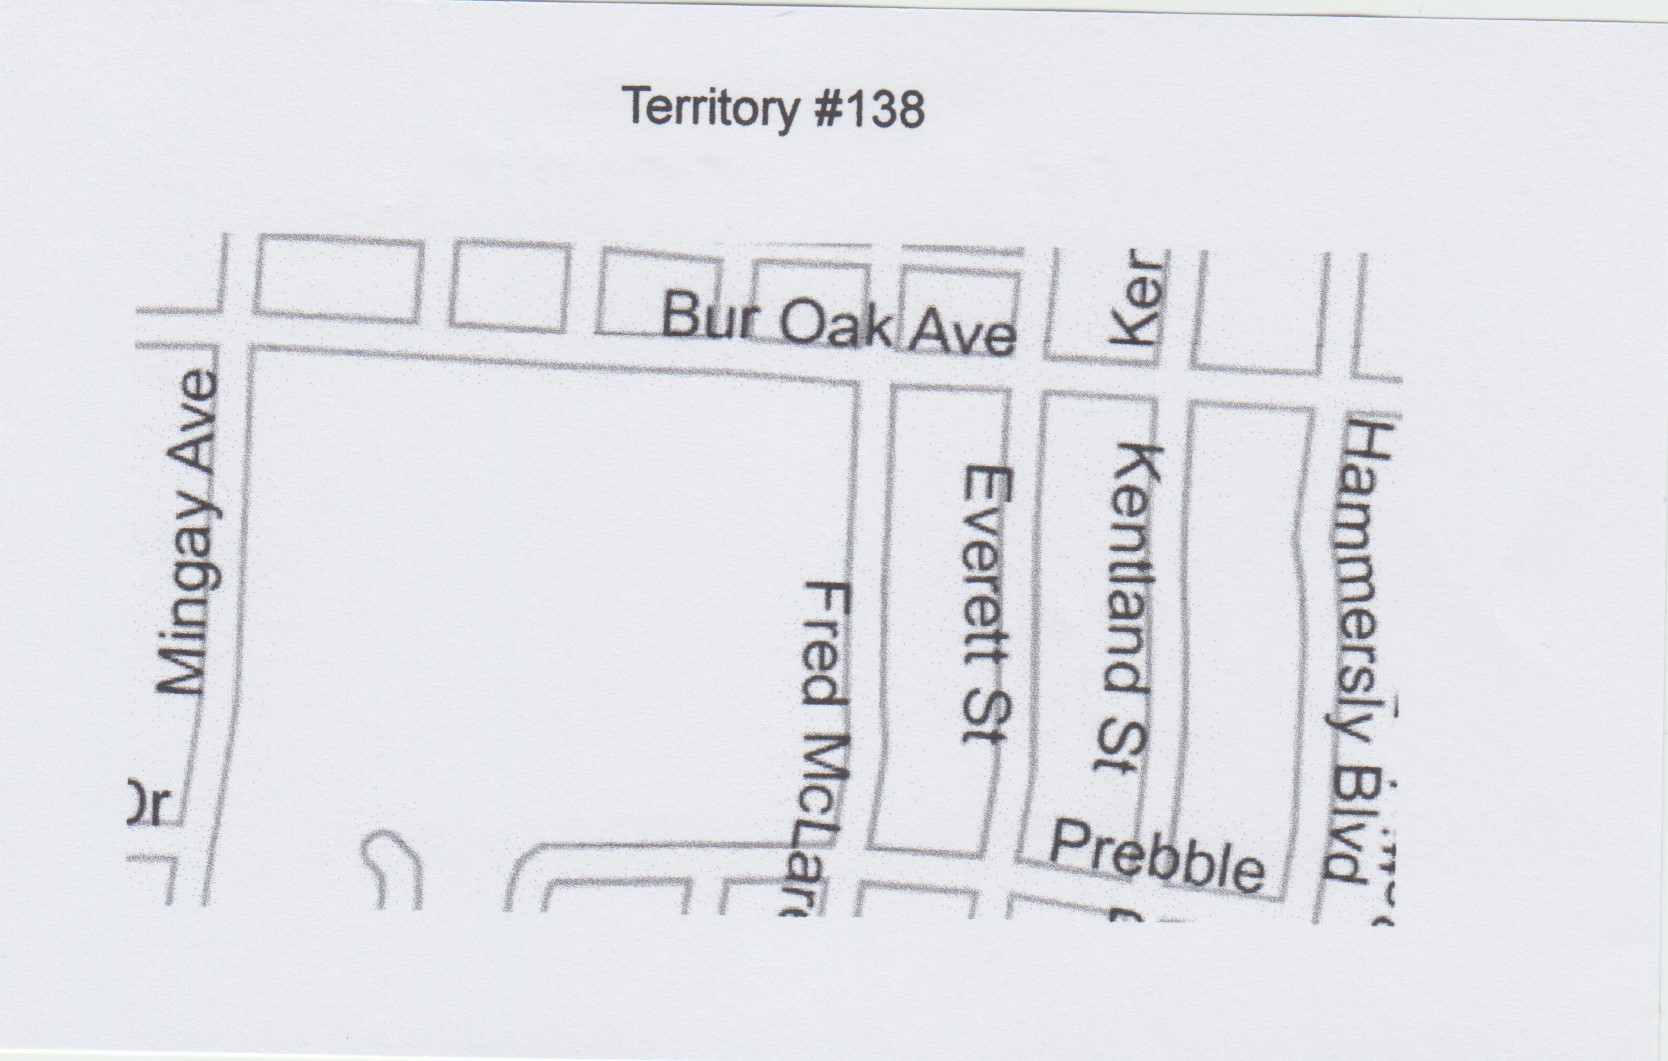 Territory #138
Ker
Bur Oak Ave
Mingay Ave
Hammersly Blvd
Kentland St
Everett St
Fred McLar
Prebble
Dr